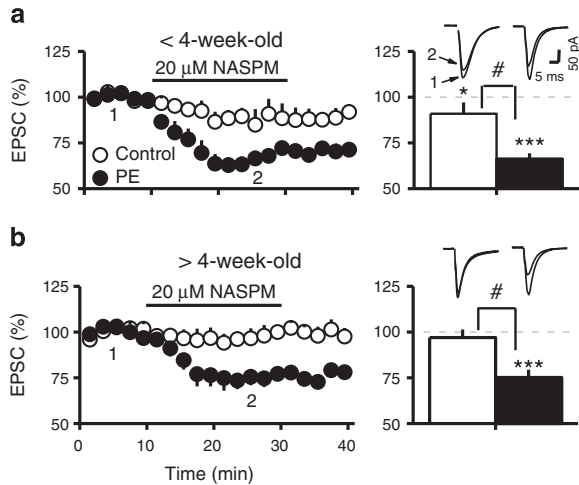 a
< 4-week-old
20 μM NASPM
EPSC (%)
125
100
75
50
1
2
Control
PE
2
1
5 ms
50 pA
#
*
***
125
100
75
50
b
> 4-week-old
20 μM NASPM
EPSC (%)
125
100
75
50
1
2
0
10
20
30
40
Time (min)
#
***
125
100
75
50